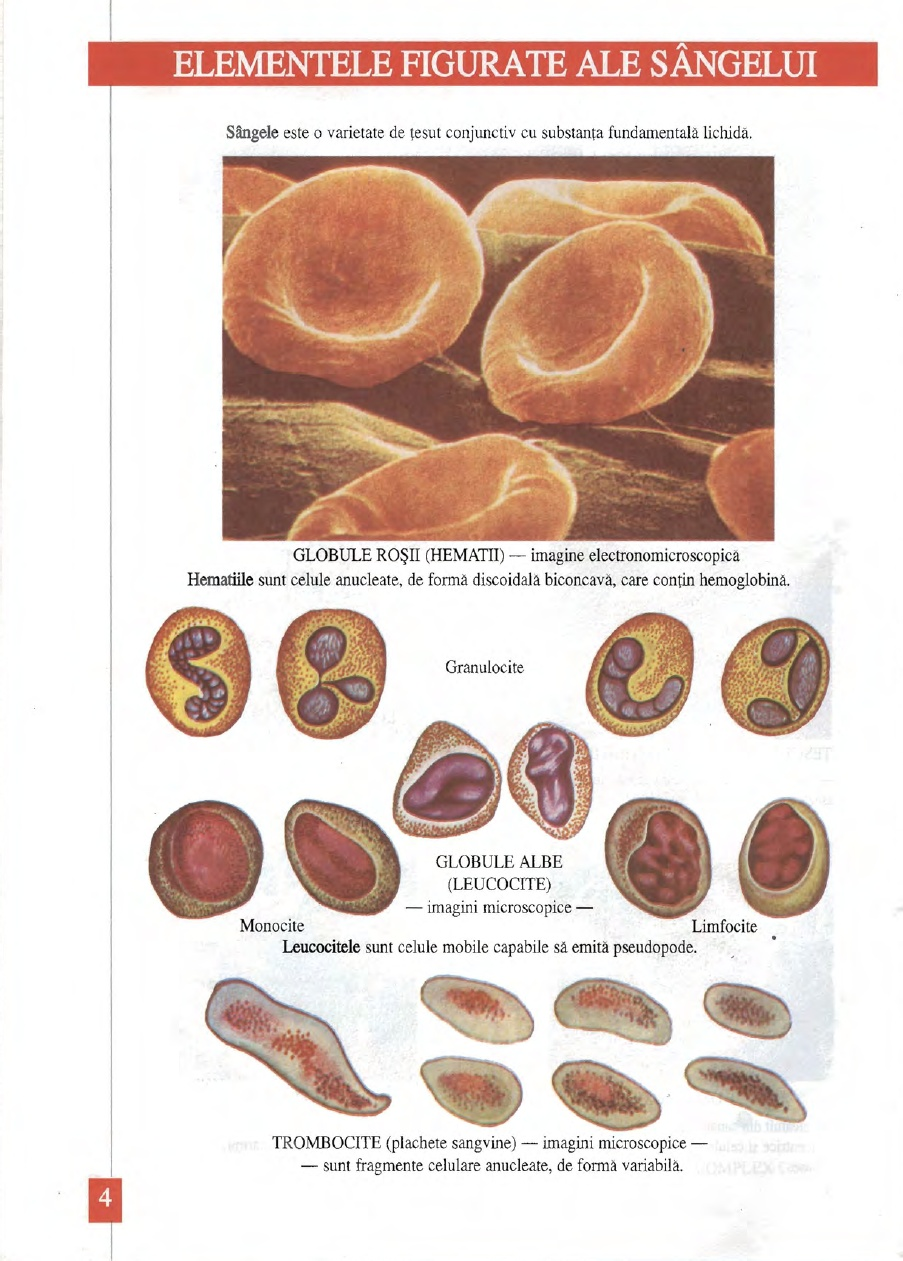 ELEMENTELE FIGURATE ALE SÂNGELUI
Sângele este o varietate de țesut conjunctiv cu substanța fundamentală lichidă.
GLOBULE ROȘII (HEMATII) — imagine electronomicroscopică
Hematiile sunt celule anucleate, de formă discoidală biconcavă, care conțin hemoglobină.
Granulocite
GLOBULE ALBE
(LEUCOCITE)
— imagini microscopice —
Monocite
Limfocite
Leucocitele sunt celule mobile capabile să emită pseudopode.
TROMBOCITE (plachete sangvine) — imagini microscopice —
— sunt fragmente celulare anucleate, de formă variabilă.
4